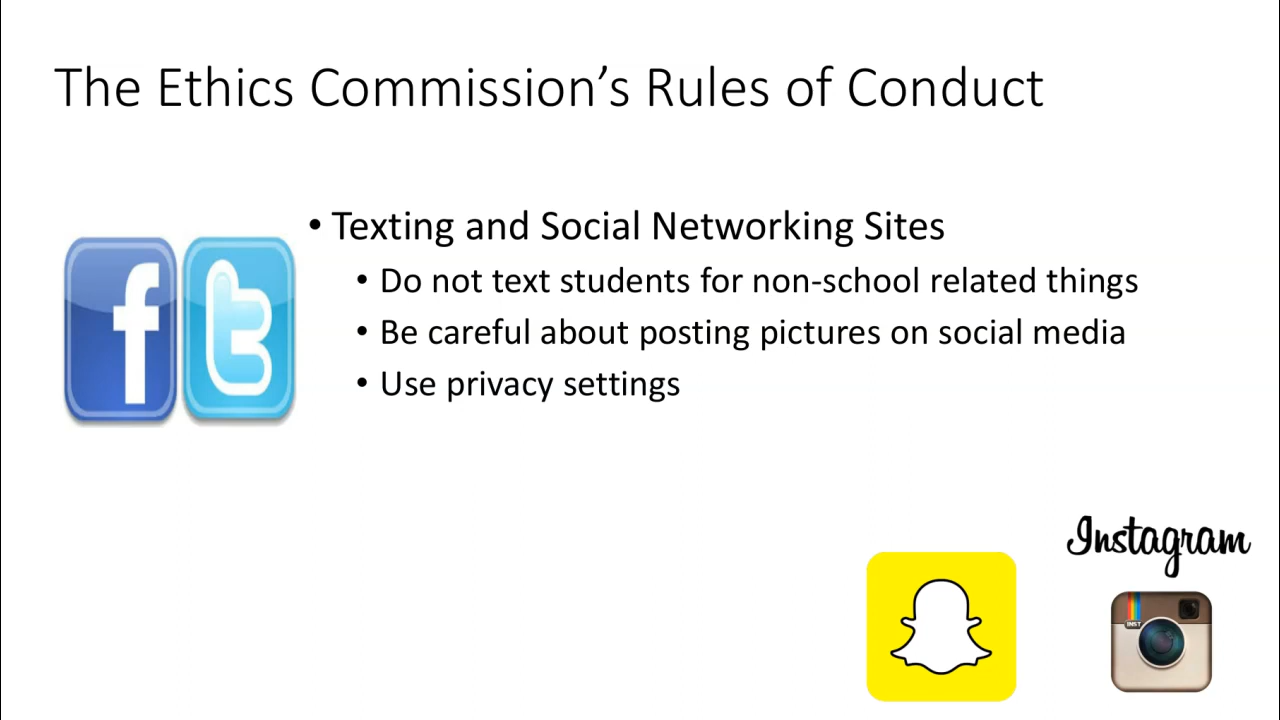 The Ethics Commission’s Rules of Conduct
• Texting and Social Networking Sites
• Do not text students for non-school related things
• Be careful about posting pictures on social media
• Use privacy settings
f
t
Instagram
INST